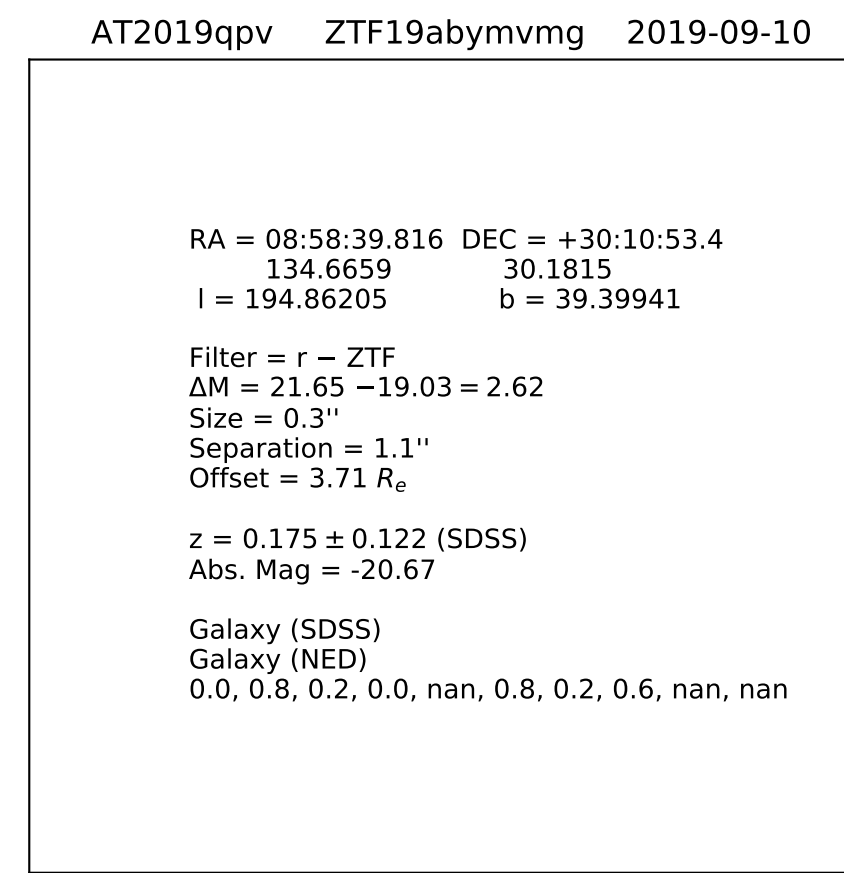 AT2019qpv ZTF19abymvmg 2019-09-10
RA = 08:58:39.816 DEC = +30:10:53.4
134.6659 30.1815
l = 194.86205 b = 39.39941
Filter = r − ZTF
ΔM = 21.65 −19.03 = 2.62
Size = 0.3''
Separation = 1.1''
Offset = 3.71 Re
z = 0.175 ± 0.122 (SDSS)
Abs. Mag = -20.67
Galaxy (SDSS)
Galaxy (NED)
0.0, 0.8, 0.2, 0.0, nan, 0.8, 0.2, 0.6, nan, nan